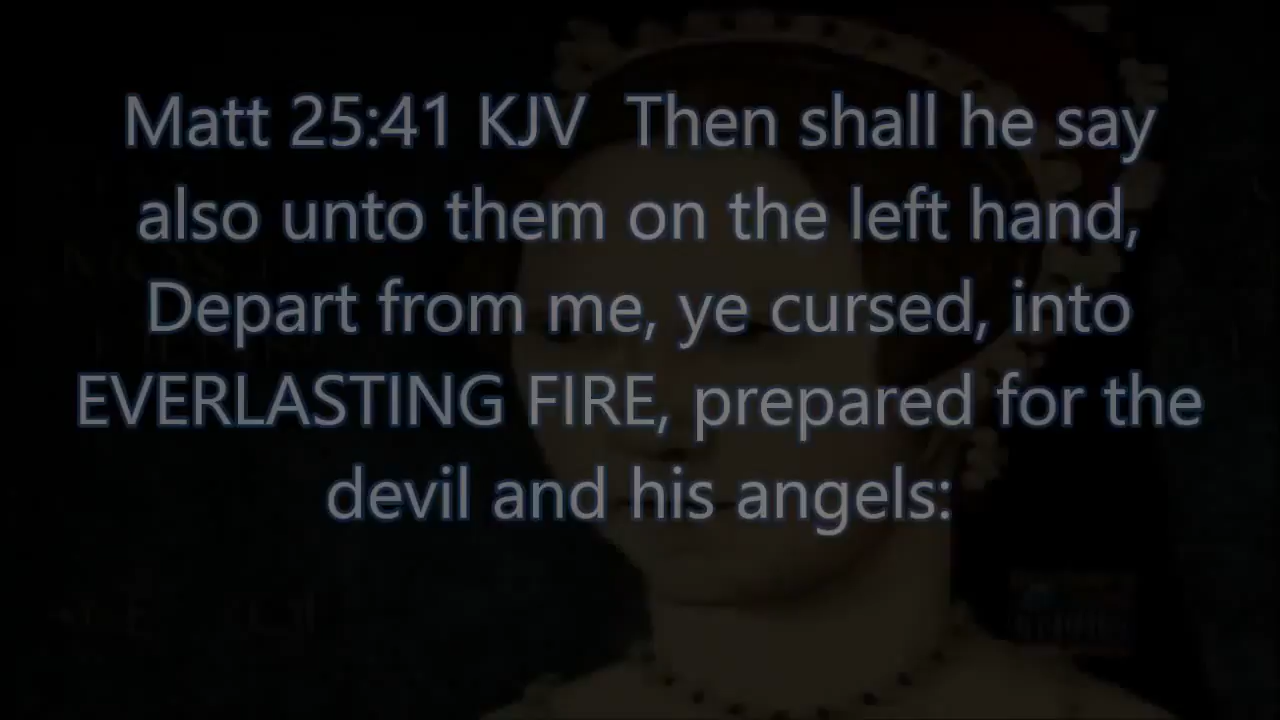 Matt 25:41 KJV  Then shall he say
also unto them on the left hand,
Depart from me, ye cursed, into
EVERLASTING FIRE, prepared for the
devil and his angels: